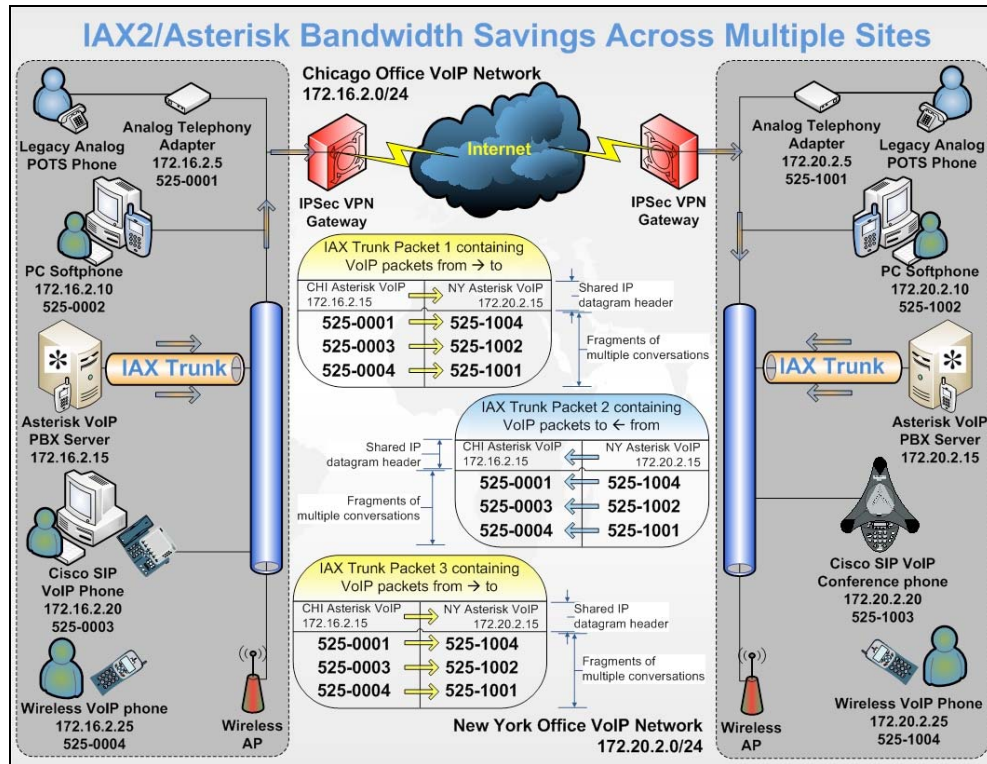 IAX2/Asterisk Bandwidth Savings Across Multiple Sites
Legacy Analog
POTS Phone
Analog Telephony
Adapter
172.16.2.5
525-0001
PC Softphone
172.16.2.10
525-0002
IAX Trunk
Asterisk VoIP
PBX Server
172.16.2.15
Cisco SIP
VoIP Phone
172.16.2.20
525-0003
Wireless VoIP phone
172.16.2.25
525-0004
Wireless
AP
Chicago Office VoIP Network
172.16.2.0/24
IPSec VPN
Gateway
Internet
IPSec VPN
Gateway
IAX Trunk Packet 1 containing
VoIP packets from → to
CHI Asterisk VoIP NY Asterisk VoIP
172.16.2.15 172.20.2.15
525-0001 525-1004
525-0003 525-1002
525-0004 525-1001
Shared IP
datagram header
Fragments of
multiple conversations
IAX Trunk Packet 2 containing
VoIP packets to ← from
CHI Asterisk VoIP NY Asterisk VoIP
172.16.2.15 172.20.2.15
525-0001 525-1004
525-0003 525-1002
525-0004 525-1001
Shared IP
datagram header
Fragments of
multiple conversations
IAX Trunk Packet 3 containing
VoIP packets from → to
CHI Asterisk VoIP NY Asterisk VoIP
172.16.2.15 172.20.2.15
525-0001 525-1004
525-0003 525-1002
525-0004 525-1001
Shared IP
datagram header
Fragments of
multiple conversations
New York Office VoIP Network
172.20.2.0/24
Analog Telephony
Adapter
172.20.2.5
525-1001
Legacy Analog
POTS Phone
PC Softphone
172.20.2.10
525-1002
IAX Trunk
Asterisk VoIP
PBX Server
172.20.2.15
Cisco SIP VoIP
Conference phone
172.20.2.20
525-1003
Wireless
AP
Wireless VoIP Phone
172.20.2.25
525-1004